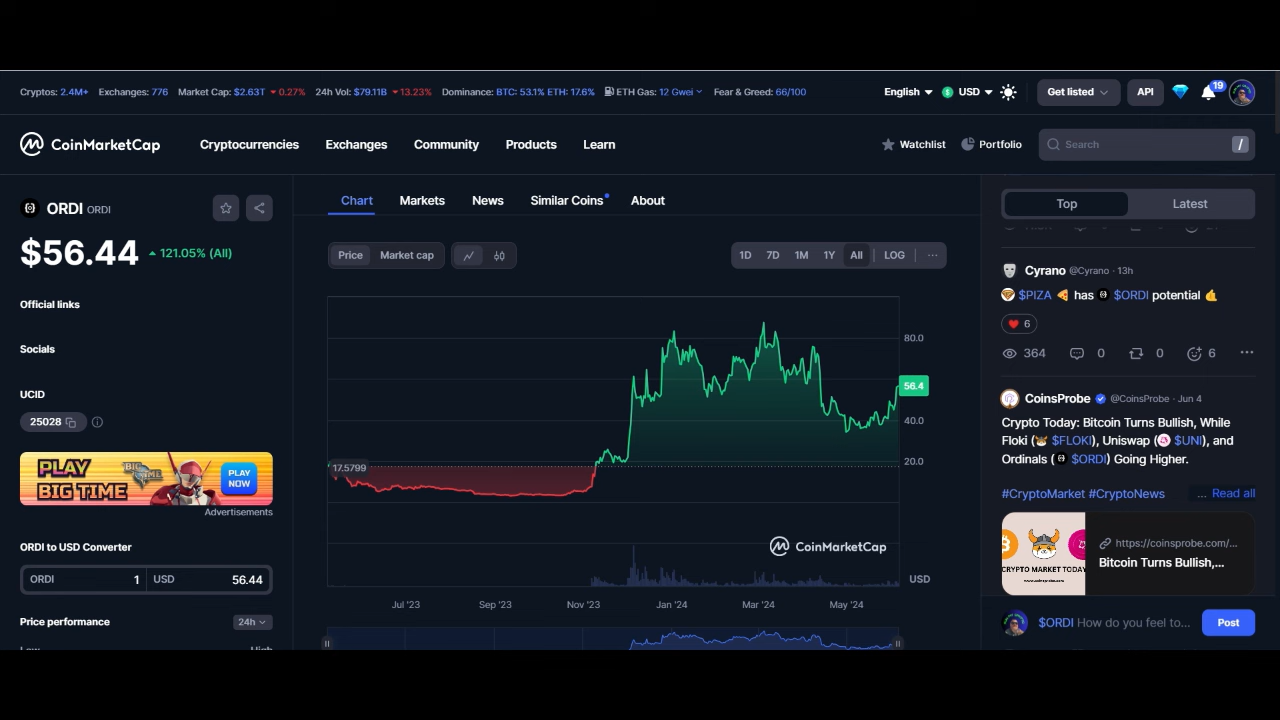 Cryptos: 2.4M+ Exchanges: 776 Market Cap: $2.63T 0.27% 24h Vol: $79.11B 13.23% Dominance: BTC: 53.1% ETH: 17.6% ETH Gas: 12 Gwei Fear & Greed: 66/100
English USD Get listed API 19
CoinMarketCap Cryptocurrencies Exchanges Community Products Learn
Watchlist Portfolio Search /
ORDI ORDI
$56.44 121.05% (All)
Official links
Socials
UCID
25028
PLAY
BIG TIME
BIG TIME
PLAY
NOW
Advertisements
ORDI to USD Converter
ORDI 1 USD 56.44
Price performance 24h
Low High
Chart Markets News Similar Coins About
Price Market cap
1D 7D 1M 1Y All LOG ...
80.0
56.4
40.0
20.0
17.5799
CoinMarketCap
USD
Jul '23 Sep '23 Nov '23 Jan '24 Mar '24 May '24
Top Latest
Cyrano @Cyrano · 13h
$PIZA has $ORDI potential
6
364 0 0 6 ...
CoinsProbe @CoinsProbe · Jun 4
Crypto Today: Bitcoin Turns Bullish, While
Floki ( $FLOKI), Uniswap ( $UNI), and
Ordinals ( $ORDI) Going Higher.
#CryptoMarket #CryptoNews ... Read all
CRYPTO MARKET TODAY
www.coinsprobe.com
https://coinsprobe.com/...
Bitcoin Turns Bullish,...
$ORDI How do you feel to... Post